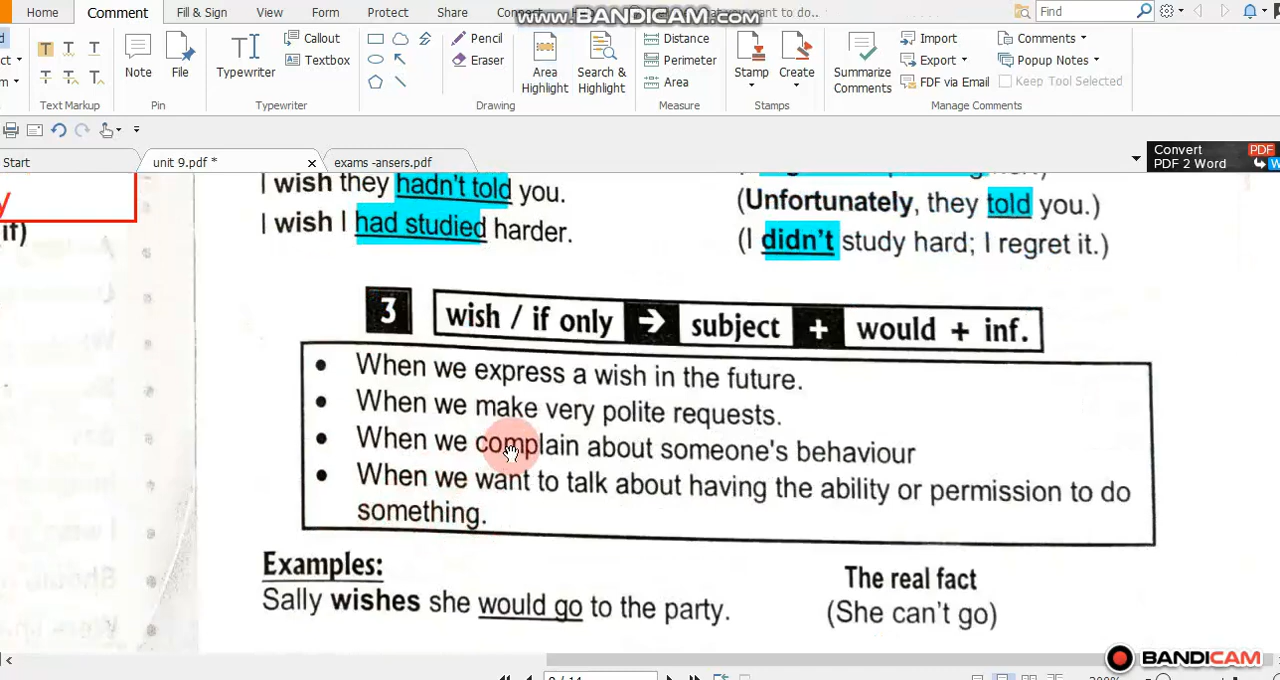 Home Comment Fill & Sign View Form Protect Share Connect
www.BANDICAM.com
want to do..
Find
Callout
Textbox
Pencil
Eraser
Distance
Perimeter
Area
Import
Export
FDF via Email
Comments
Popup Notes
Keep Tool Selected
Note File Typewriter Area Highlight Search & Highlight Stamp Create Summarize Comments
Text Markup Pin Typewriter Drawing Measure Stamps Manage Comments
Start unit 9.pdf * exams -ansers.pdf
Convert PDF
PDF 2 Word
I wish they hadn't told you. (Unfortunately, they told you.)
I wish I had studied harder. (I didn't study hard; I regret it.)
if)
3 wish / if only → subject + would + inf.
• When we express a wish in the future.
• When we make very polite requests.
• When we complain about someone's behaviour
• When we want to talk about having the ability or permission to do
something.
Examples: The real fact
Sally wishes she would go to the party. (She can't go)
BANDICAM